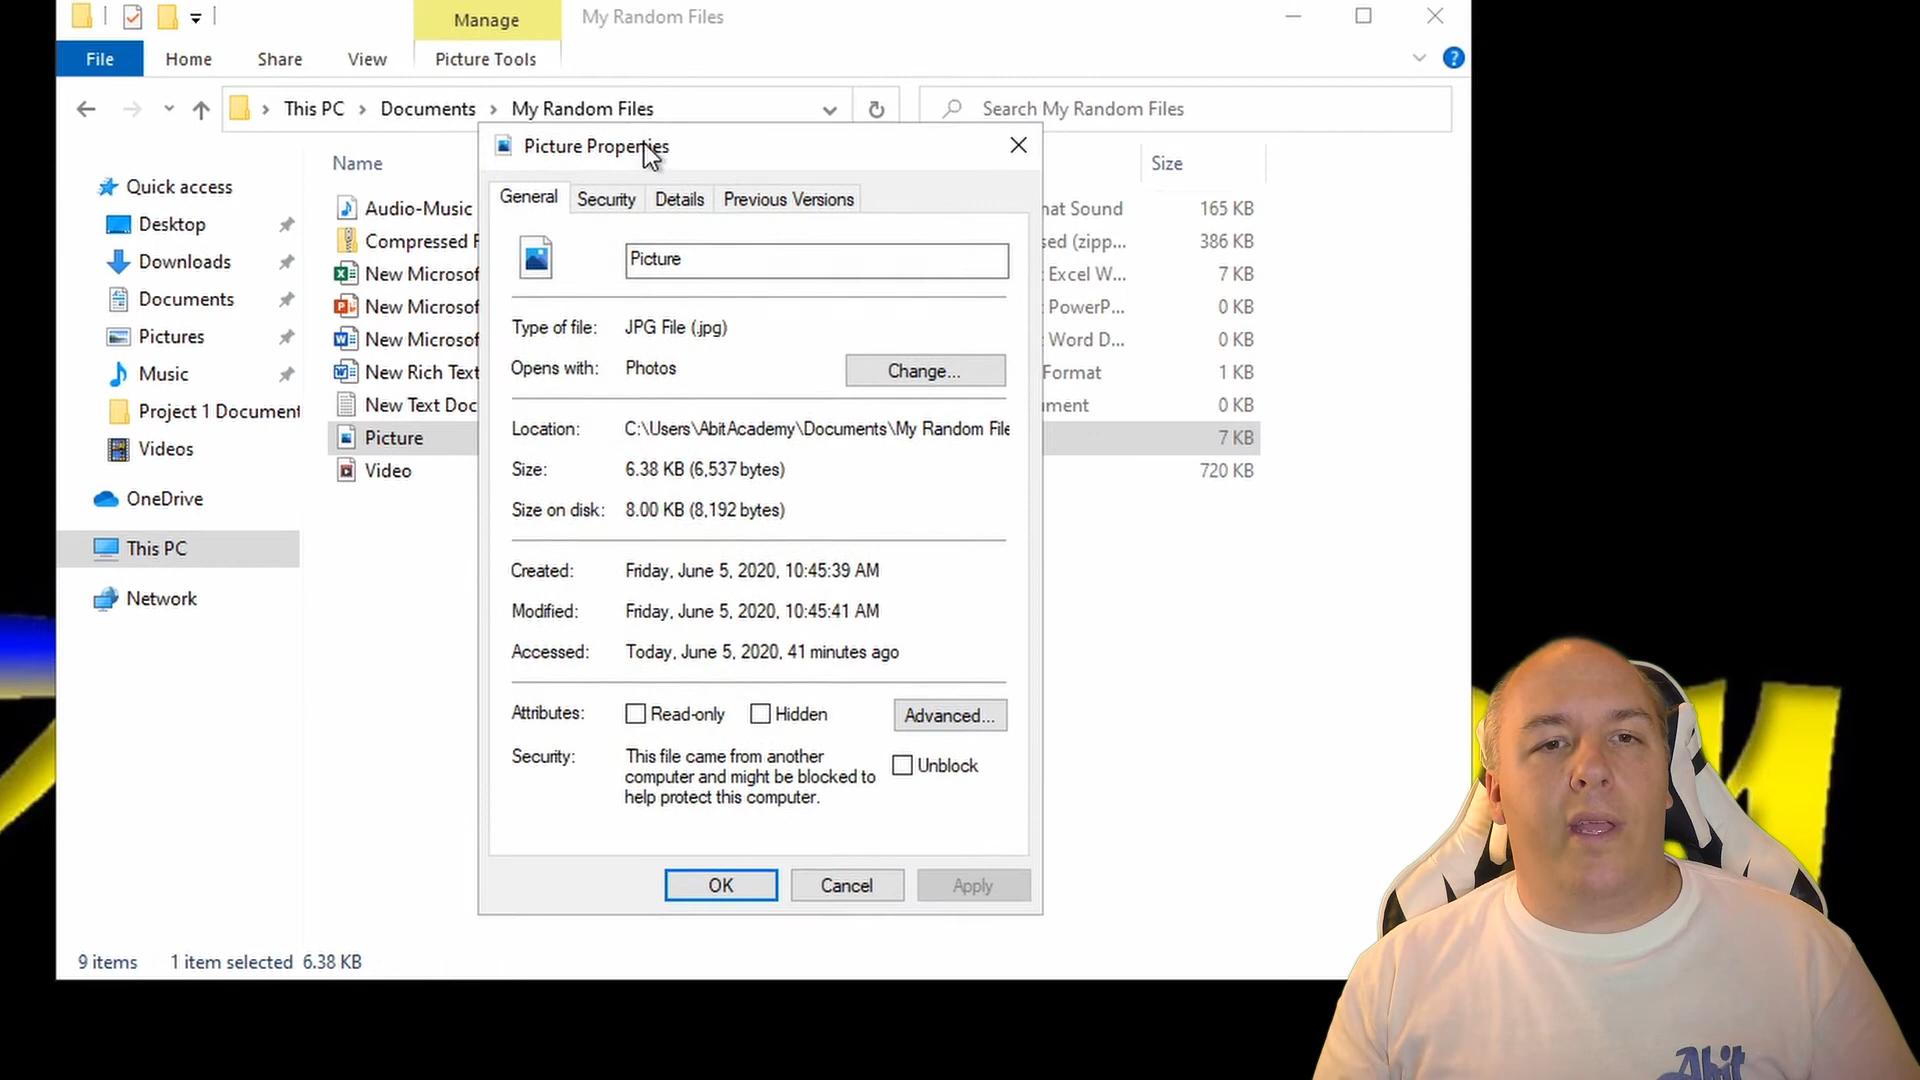 Manage
My Random Files
File
Home
Share
View
Picture Tools
This PC
Documents
My Random Files
Search My Random Files
Picture Properties
Name
Size
General
Security
Details
Previous Versions
Quick access
Desktop
Downloads
Documents
Pictures
Music
Project 1 Document
Videos
OneDrive
This PC
Network
Audio-Music
165 KB
Compressed
sed (zipp...
386 KB
New Microsof
Excel W...
7 KB
New Microsof
PowerP...
0 KB
New Microsof
Word D...
0 KB
New Rich Text
Format
1 KB
New Text Doc
0 KB
Picture
7 KB
Video
720 KB
Picture
Type of file: JPG File (.jpg)
Opens with: Photos
Change...
Location: C:\Users\AbitAcademy\Documents\My Random File
Size: 6.38 KB (6,537 bytes)
Size on disk: 8.00 KB (8,192 bytes)
Created: Friday, June 5, 2020, 10:45:39 AM
Modified: Friday, June 5, 2020, 10:45:41 AM
Accessed: Today, June 5, 2020, 41 minutes ago
Attributes: Read-only Hidden Advanced...
Security: This file came from another
computer and might be blocked to
help protect this computer.
Unblock
OK
Cancel
Apply
9 items 1 item selected 6.38 KB
Abit